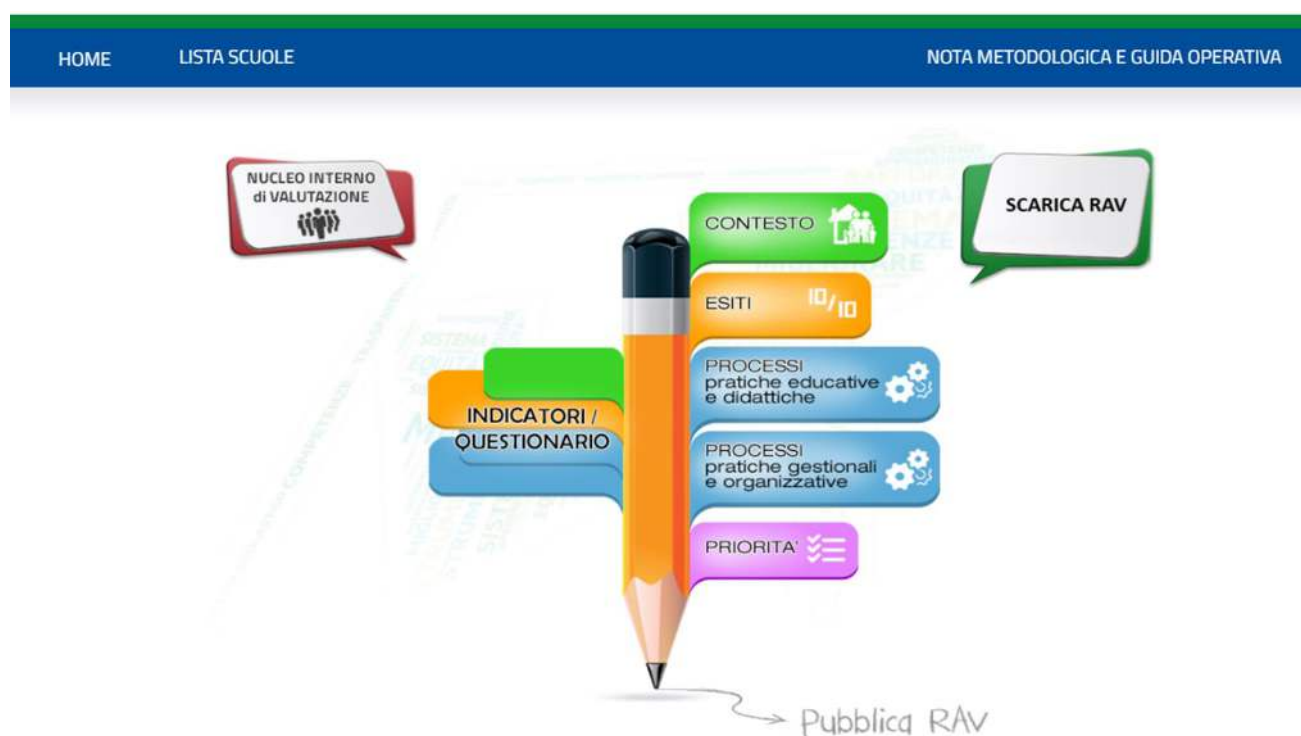 HOME
LISTA SCUOLE
NOTA METODOLOGICA E GUIDA OPERATIVA
NUCLEO INTERNO
di VALUTAZIONE
SCARICA RAV
CONTESTO
ESITI 10/10
INDICATORI /
QUESTIONARIO
PROCESSI
pratiche educative
e didattiche
PROCESSI
pratiche gestionali
e organizzative
PRIORITA'
Pubblica RAV